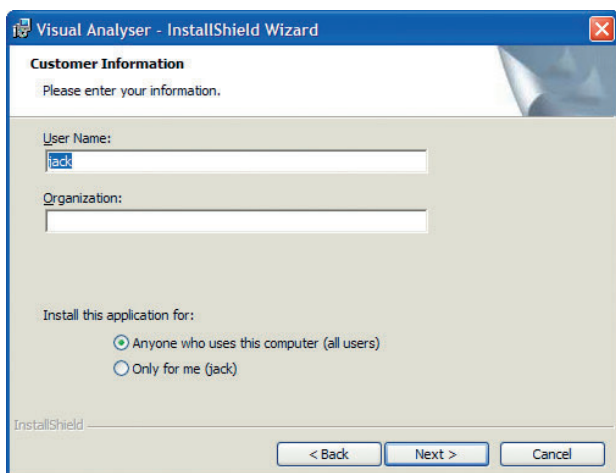 Visual Analyser - InstallShield Wizard
Customer Information
Please enter your information.
User Name:
jack
Organization:
Install this application for:
Anyone who uses this computer (all users)
Only for me (jack)
InstallShield
< Back Next > Cancel